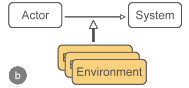 Actor System
Environment
b